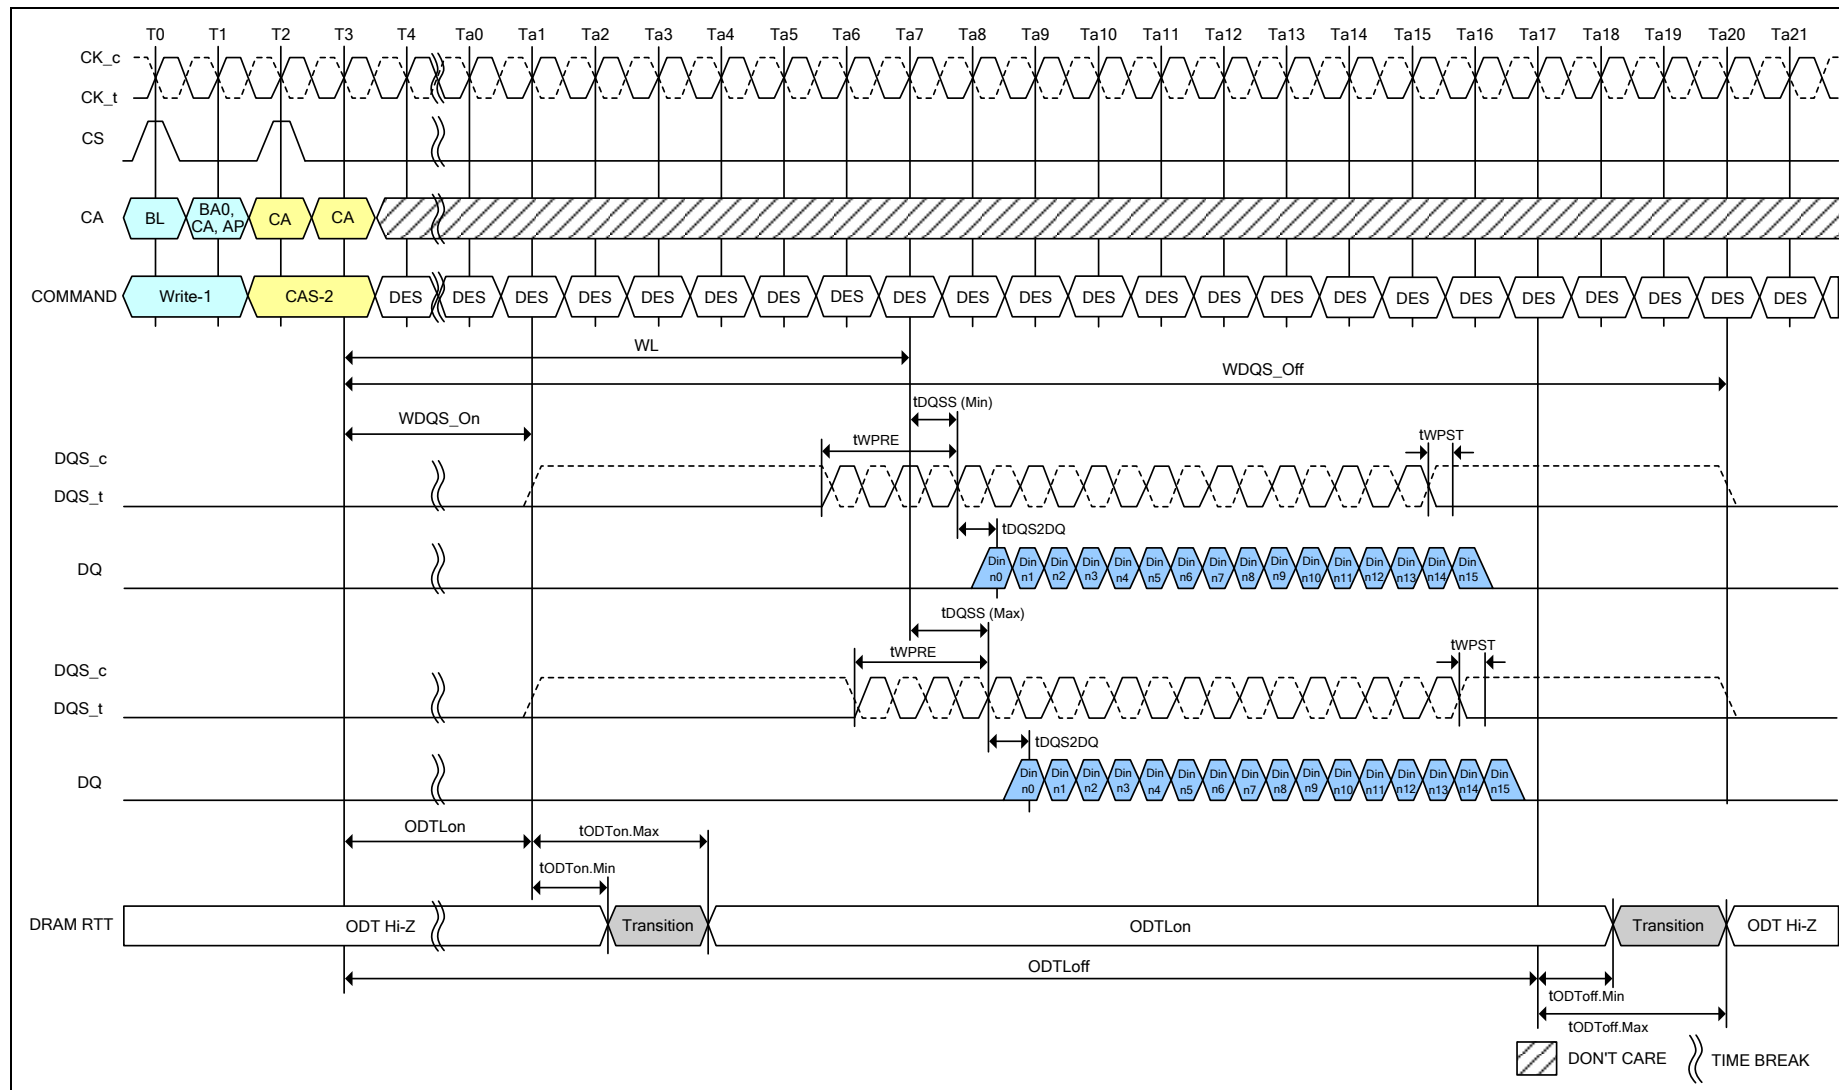 T0 T1 T2 T3 T4 Ta0 Ta1 Ta2 Ta3 Ta4 Ta5 Ta6 Ta7 Ta8 Ta9 Ta10 Ta11 Ta12 Ta13 Ta14 Ta15 Ta16 Ta17 Ta18 Ta19 Ta20 Ta21
CK_c
CK_t
CS
CA BL BA0, CA, AP CA CA
COMMAND Write-1 CAS-2 DES DES DES DES DES DES DES DES DES DES DES DES DES DES DES DES DES DES DES DES DES DES DES
WL
WDQS_Off
tDQSS (Min)
WDQS_On
tWPRE
tWPST
DQS_c
DQS_t
tDQS2DQ
DQ Din n0 Din n1 Din n2 Din n3 Din n4 Din n5 Din n6 Din n7 Din n8 Din n9 Din n10 Din n11 Din n12 Din n13 Din n14 Din n15
tDQSS (Max)
tWPRE
tWPST
DQS_c
DQS_t
tDQS2DQ
DQ Din n0 Din n1 Din n2 Din n3 Din n4 Din n5 Din n6 Din n7 Din n8 Din n9 Din n10 Din n11 Din n12 Din n13 Din n14 Din n15
ODTLon
tODTon.Max
tODTon.Min
DRAM RTT ODT Hi-Z Transition ODTLon Transition ODT Hi-Z
ODTLoff
tODToff.Min
tODToff.Max
DON'T CARE TIME BREAK